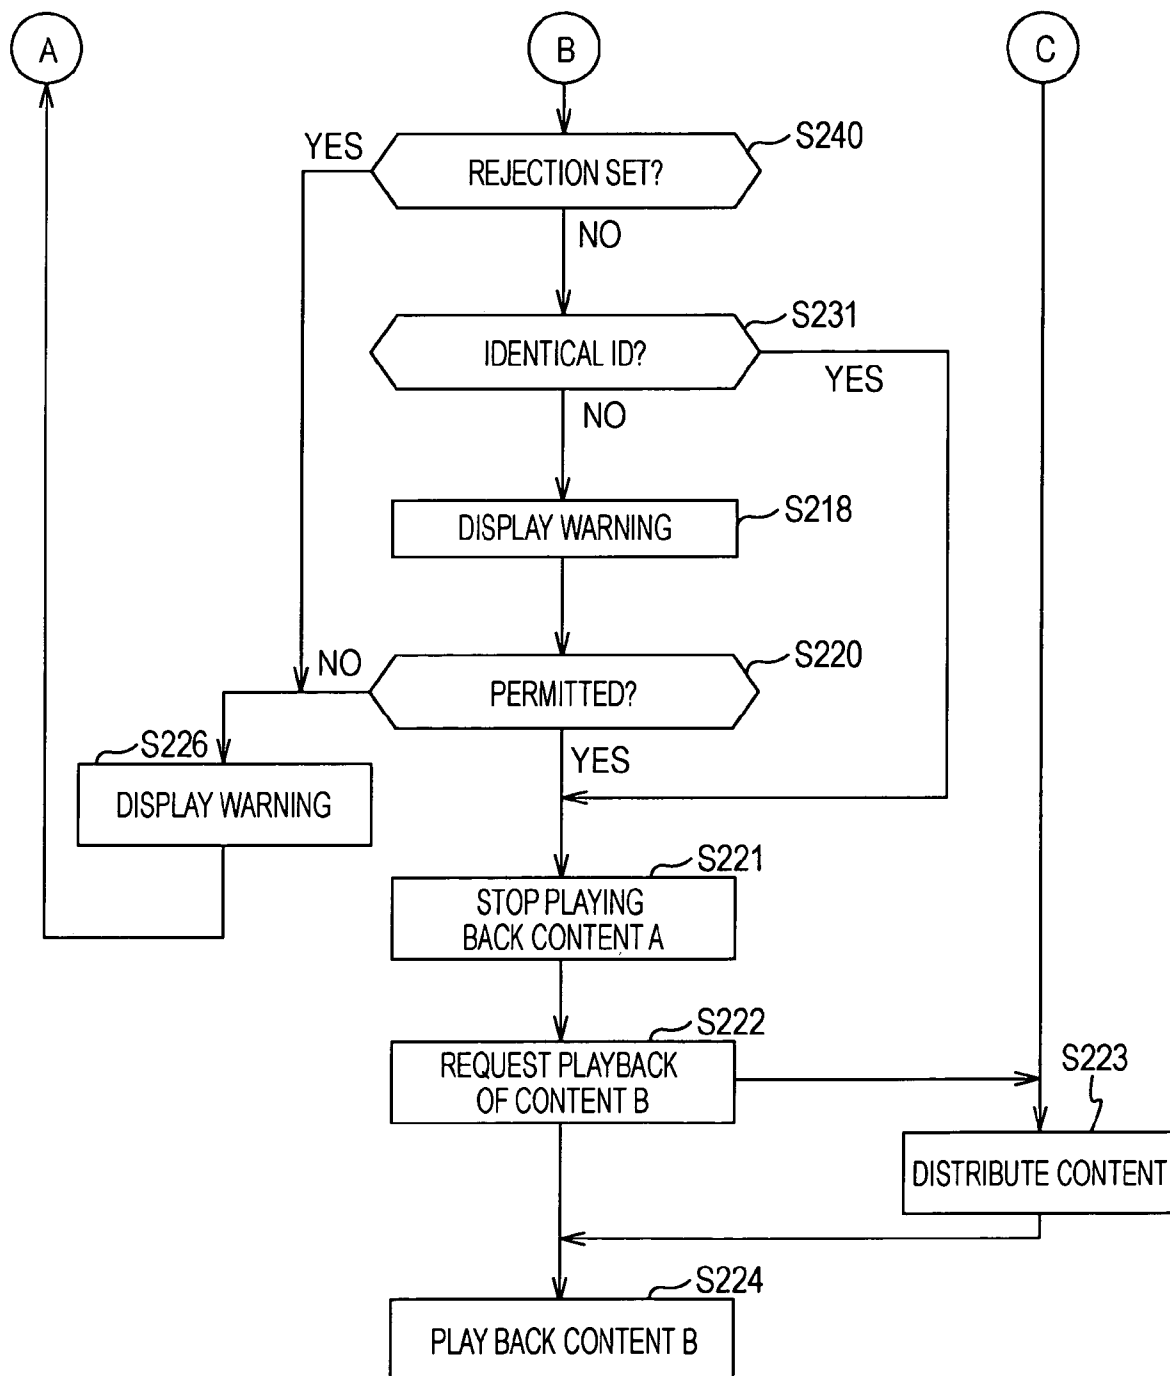 A
B
C
S240
YES
REJECTION SET?
NO
S231
IDENTICAL ID?
YES
NO
S218
DISPLAY WARNING
S220
NO
PERMITTED?
S226
YES
DISPLAY WARNING
S221
STOP PLAYING
BACK CONTENT A
S222
REQUEST PLAYBACK
OF CONTENT B
S223
DISTRIBUTE CONTENT
S224
PLAY BACK CONTENT B